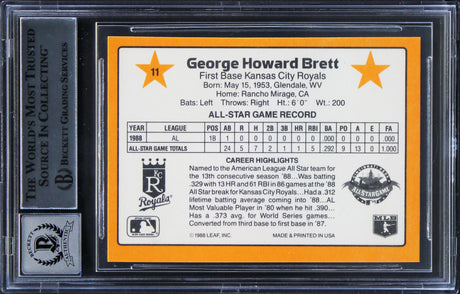 THE WORLD'S MOST TRUSTED
SOURCE IN COLLECTING™
BECKETT GRADING SERVICES
11
George Howard Brett
First Base Kansas City Royals
Born: May 15, 1953, Glendale, WV
Home: Rancho Mirage, CA
Bats: Left Throws: Right Ht.: 6'0" Wt.: 200
ALL-STAR GAME RECORD
YEAR LEAGUE POS AB R H 2B 3B HR RBI BA PO A E FA
1988 AL 1B 1 0 0 0 0 0 0 .000 0 0 0 .000
ALL-STAR GAME TOTALS 24 5 7 2 1 1 2 .292 9 13 0 1.000
CAREER HIGHLIGHTS
Named to the American League All Star team for
the 13th consecutive season '88...Was batting
.329 with 13 HR and 61 RBI in 86 games at the '88
All-Star break for Kansas City Royals...Had a .312
lifetime batting average coming into '88...AL
Most Valuable Player in '80 when he hit .390...
Has a .373 avg. for World Series games...
Converted from third base to first base in '87.
KC
R
Royals
ALL STAR GAME
MLB
© 1988 LEAF, INC. MADE & PRINTED IN USA